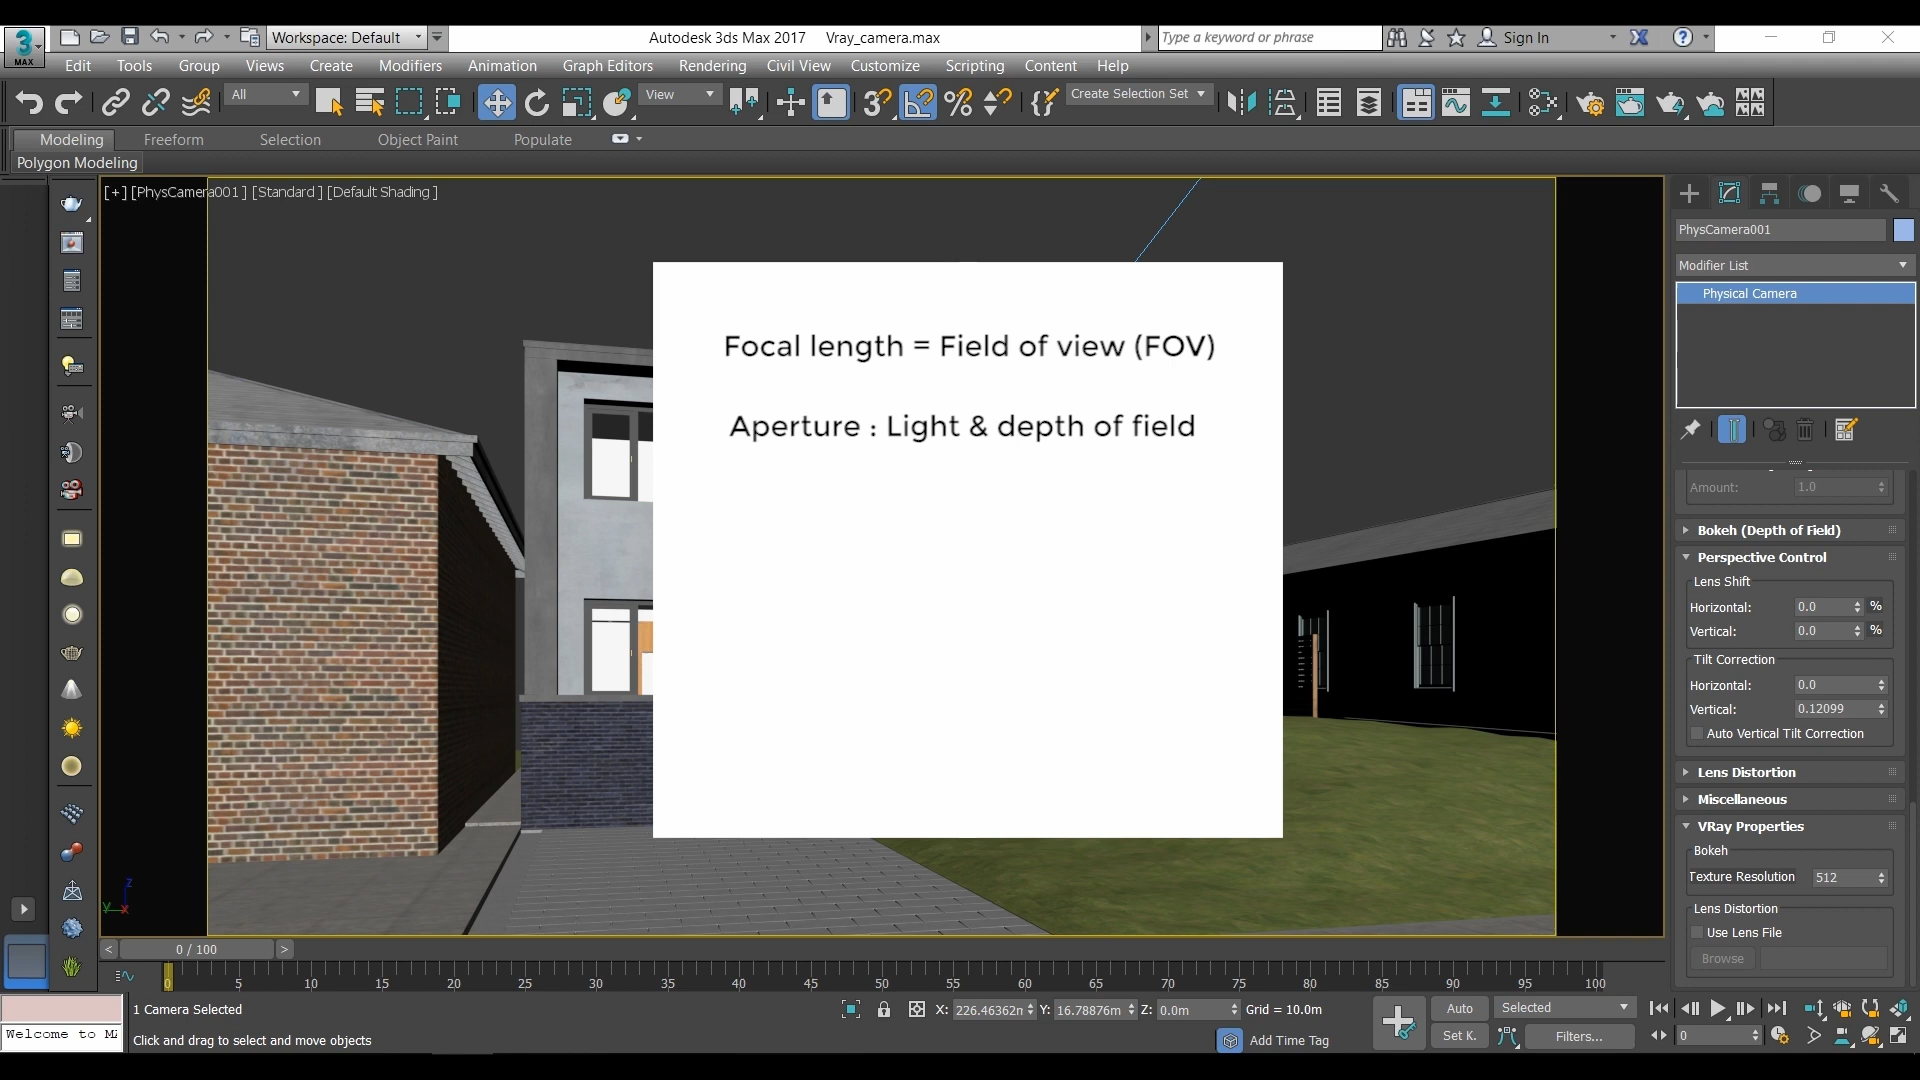 3
MAX
Workspace: Default
Autodesk 3ds Max 2017 Vray_camera.max
Type a keyword or phrase
Sign In
Edit Tools Group Views Create Modifiers Animation Graph Editors Rendering Civil View Customize Scripting Content Help
All
View
Create Selection Set
Modeling Freeform Selection Object Paint Populate
Polygon Modeling
[+] [PhysCamera001 ] [Standard ] [Default Shading ]
Focal length = Field of view (FOV)
Aperture : Light & depth of field
PhysCamera001
Modifier List
Physical Camera
Amount: 1.0
Bokeh (Depth of Field)
Perspective Control
Lens Shift
Horizontal: 0.0 %
Vertical: 0.0 %
Tilt Correction
Horizontal: 0.0
Vertical: 0.12099
Auto Vertical Tilt Correction
Lens Distortion
Miscellaneous
VRay Properties
Bokeh
Texture Resolution 512
Lens Distortion
Use Lens File
Browse
z
y x
< 0 / 100 >
0 5 10 15 20 25 30 35 40 45 50 55 60 65 70 75 80 85 90 95 100
1 Camera Selected
X: 226.46362m Y: 16.78876m Z: 0.0m Grid = 10.0m
Auto Selected
Welcome to M
Click and drag to select and move objects
Add Time Tag
Set K. Filters...
0